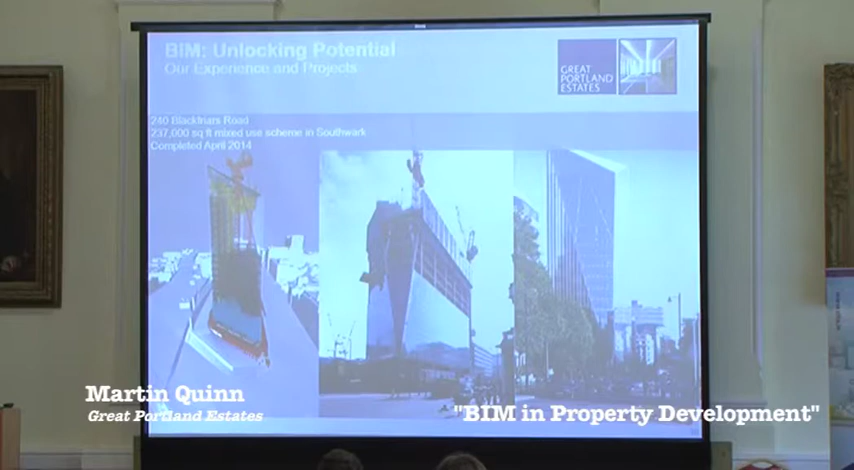 BIM: Unlocking Potential
Our Experience and Projects
GREAT
PORTLAND
ESTATES
240 Blackfriars Road
237,000 sq ft mixed use scheme in Southwark
Completed April 2014
Martin Quinn
Great Portland Estates
"BIM in Property Development"